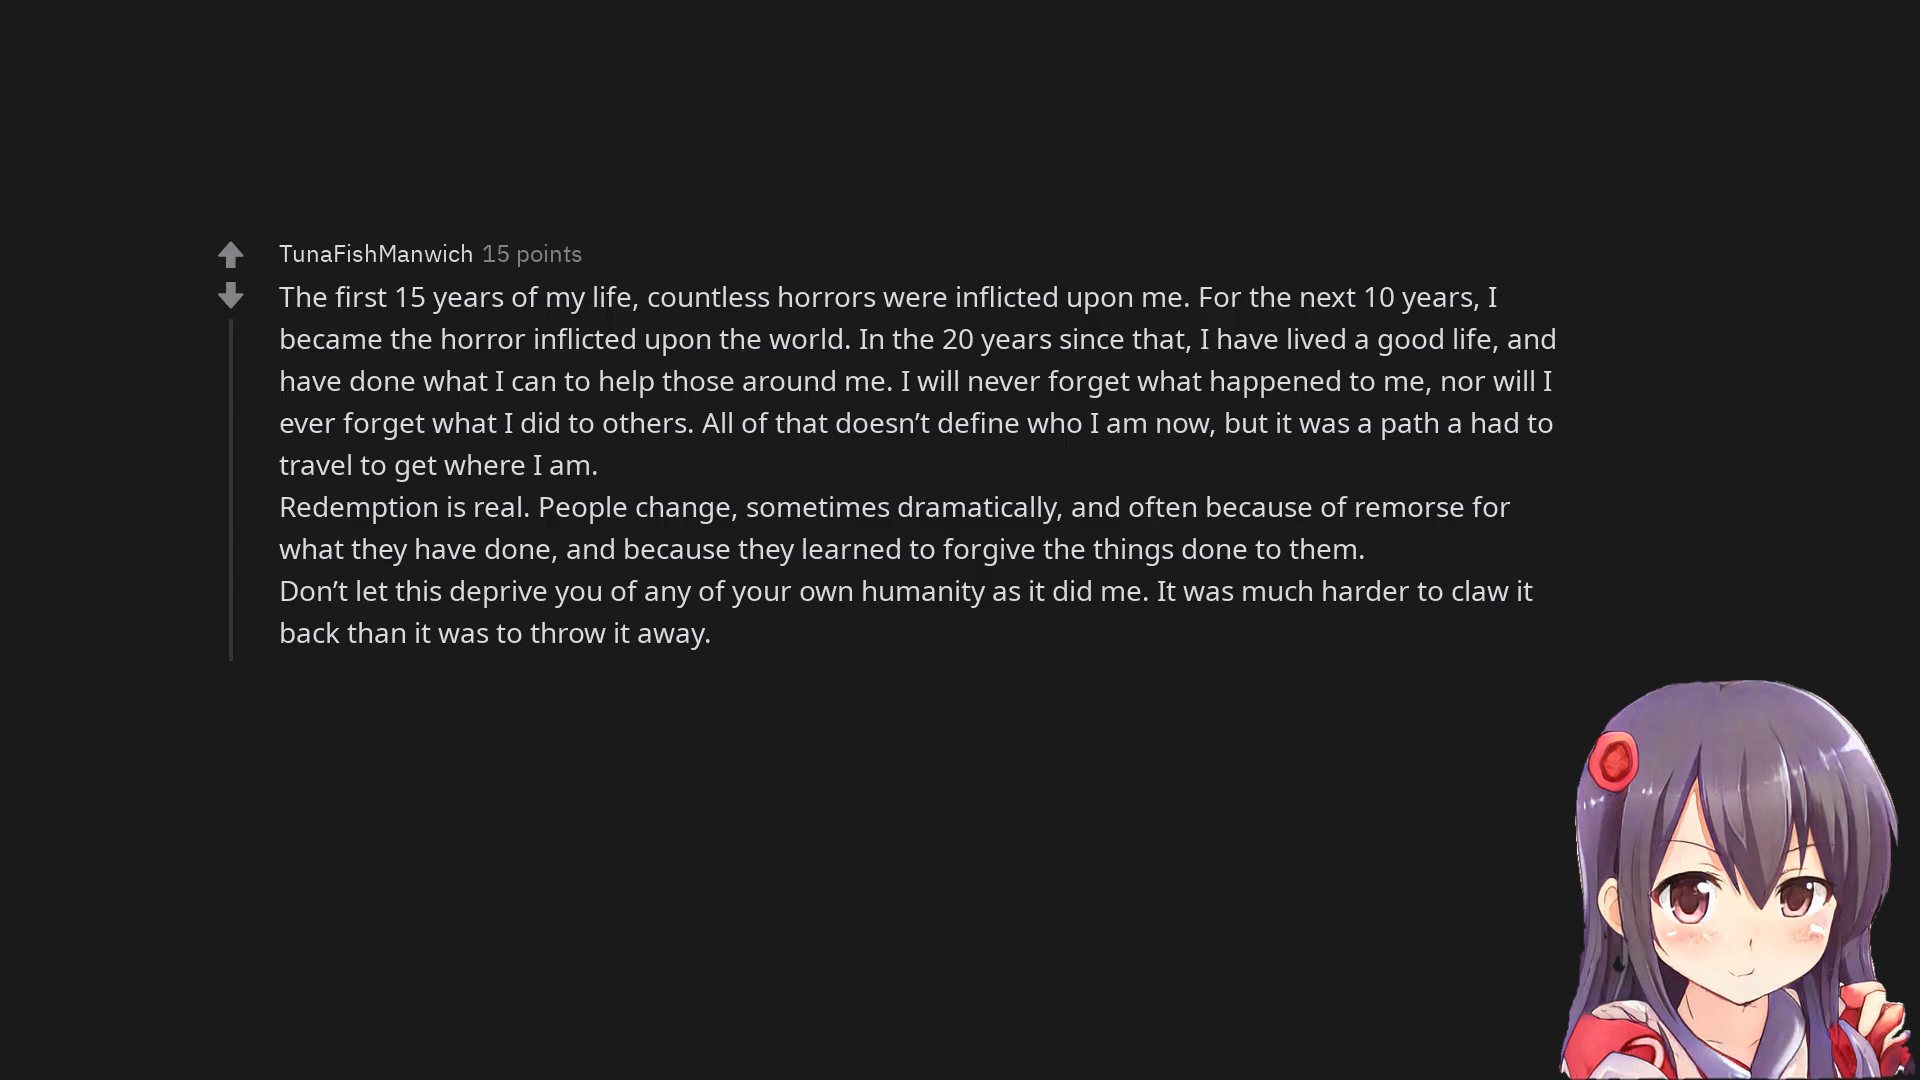 TunaFishManwich 15 points
The first 15 years of my life, countless horrors were inflicted upon me. For the next 10 years, I
became the horror inflicted upon the world. In the 20 years since that, I have lived a good life, and
have done what I can to help those around me. I will never forget what happened to me, nor will I
ever forget what I did to others. All of that doesn’t define who I am now, but it was a path a had to
travel to get where I am.
Redemption is real. People change, sometimes dramatically, and often because of remorse for
what they have done, and because they learned to forgive the things done to them.
Don’t let this deprive you of any of your own humanity as it did me. It was much harder to claw it
back than it was to throw it away.